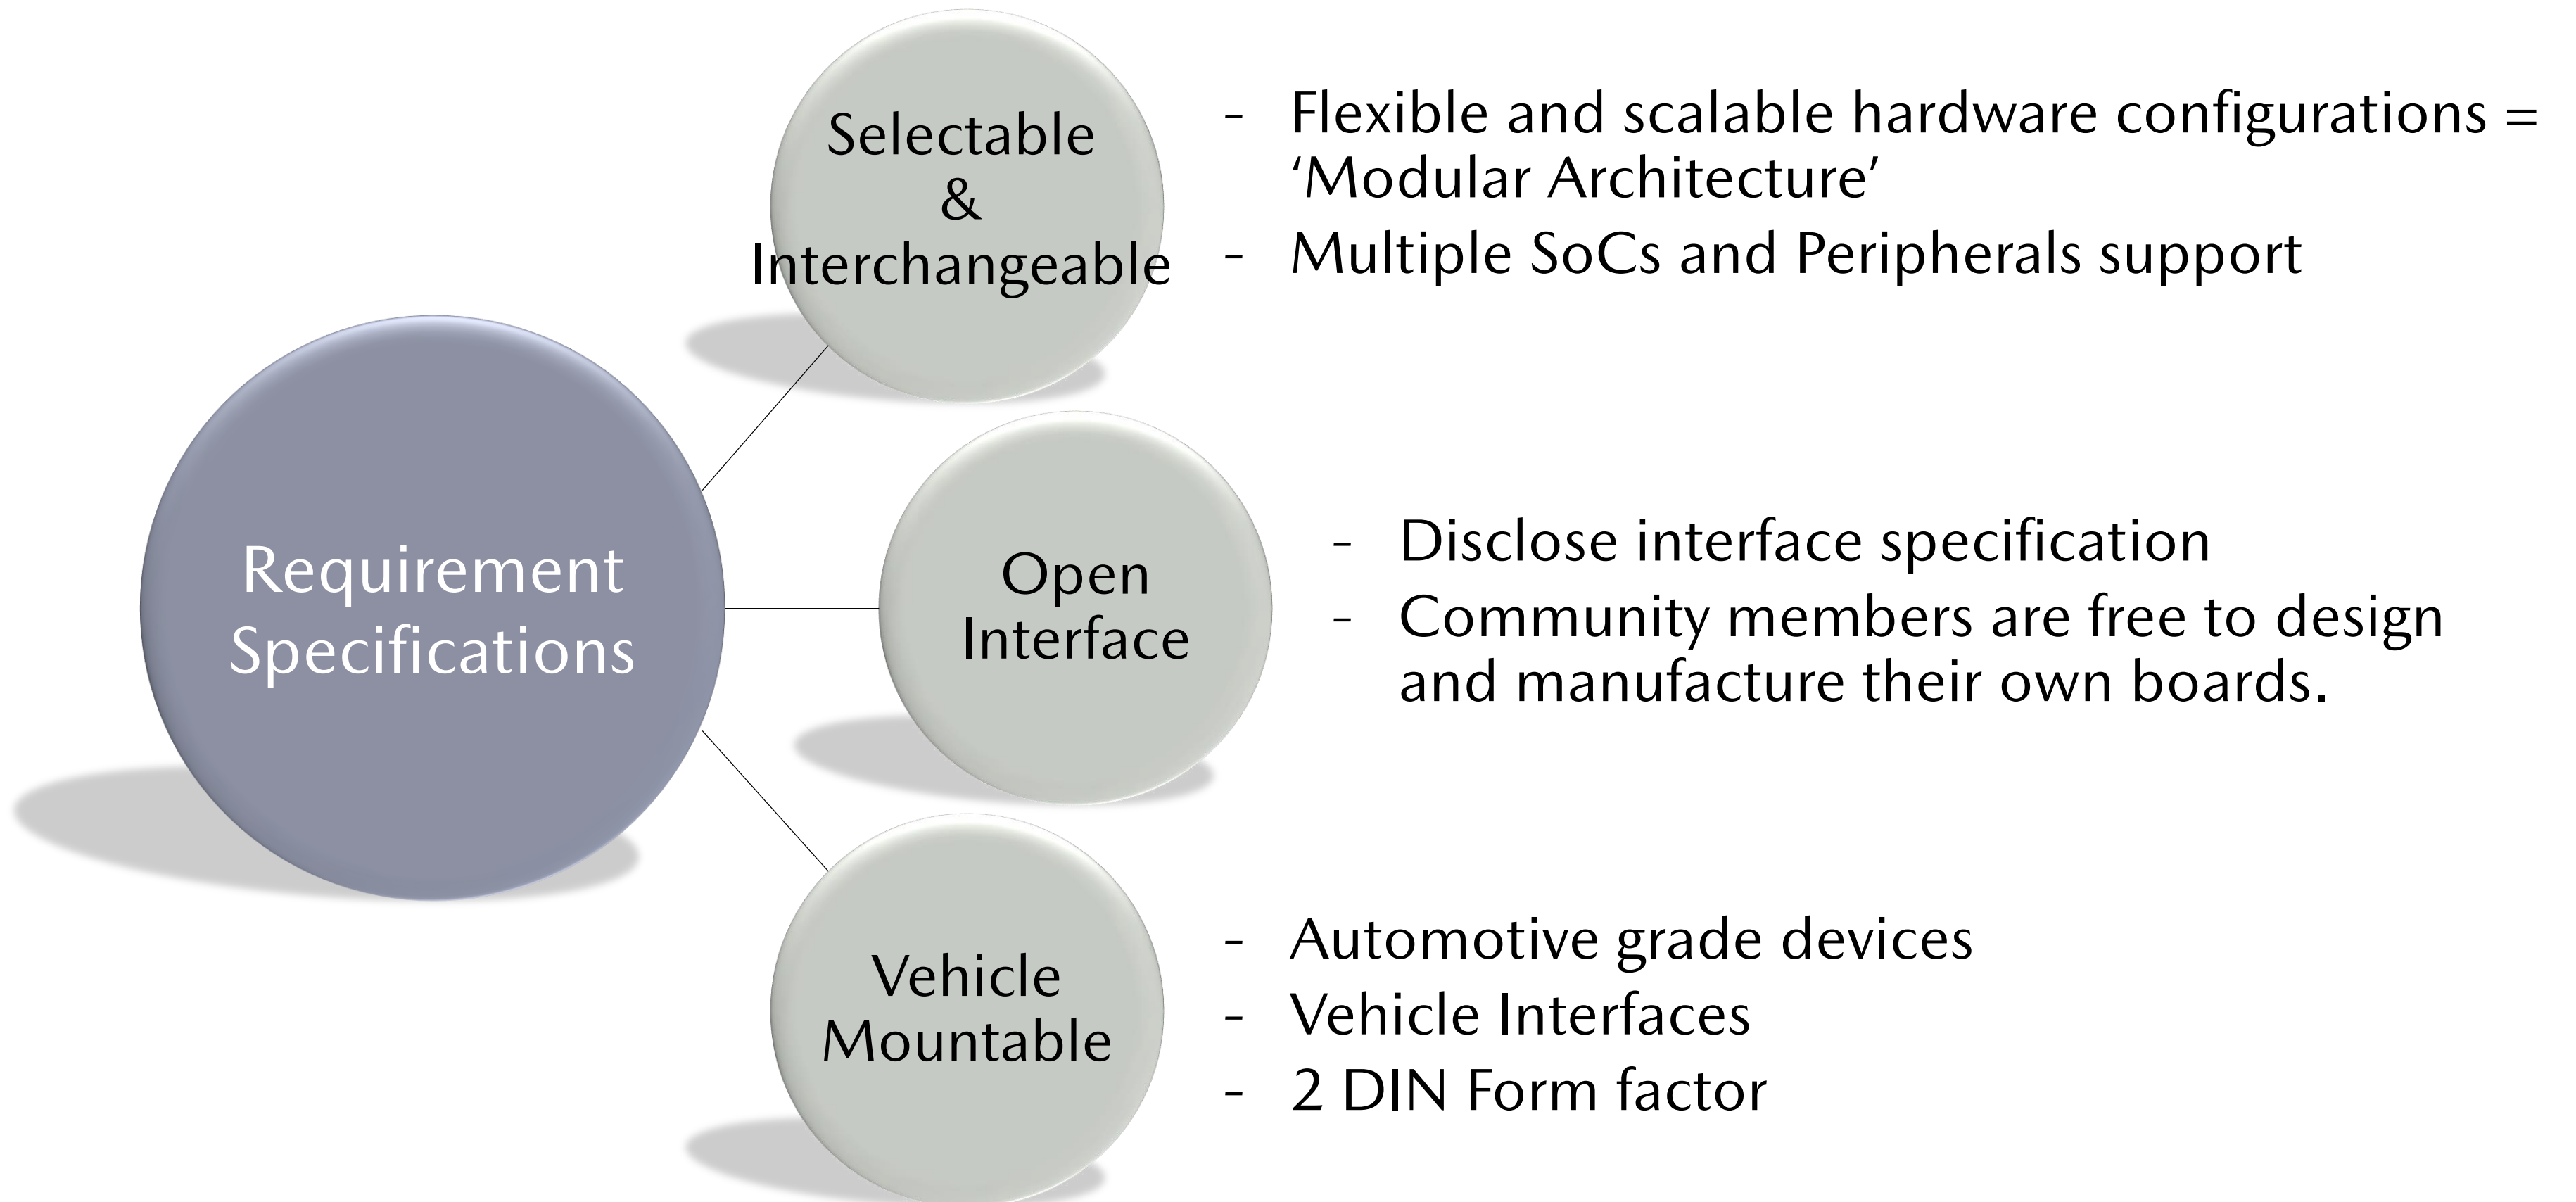 Requirement
Specifications
Selectable
&
Interchangeable
- Flexible and scalable hardware configurations =
‘Modular Architecture’
- Multiple SoCs and Peripherals support
Open
Interface
- Disclose interface specification
- Community members are free to design
and manufacture their own boards.
Vehicle
Mountable
- Automotive grade devices
- Vehicle Interfaces
- 2 DIN Form factor